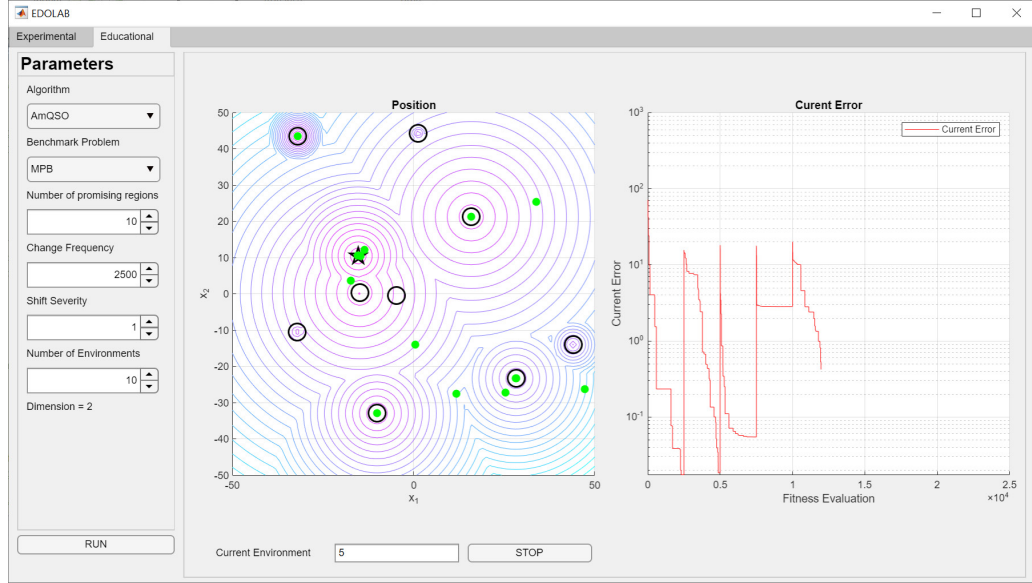 EDOLAB
Experimental
Educational
Parameters
Algorithm
AmQSO
Benchmark Problem
MPB
Number of promising regions
10
Change Frequency
2500
Shift Severity
1
Number of Environments
10
Dimension = 2
RUN
Position
50
40
30
20
10
0
-10
-20
-30
-40
-50
x2
-50
0
50
x1
Curent Error
Current Error
10^3
10^2
10^1
10^0
10^-1
Current Error
0
0.5
1
1.5
2
2.5
×10^4
Fitness Evaluation
Current Environment
5
STOP